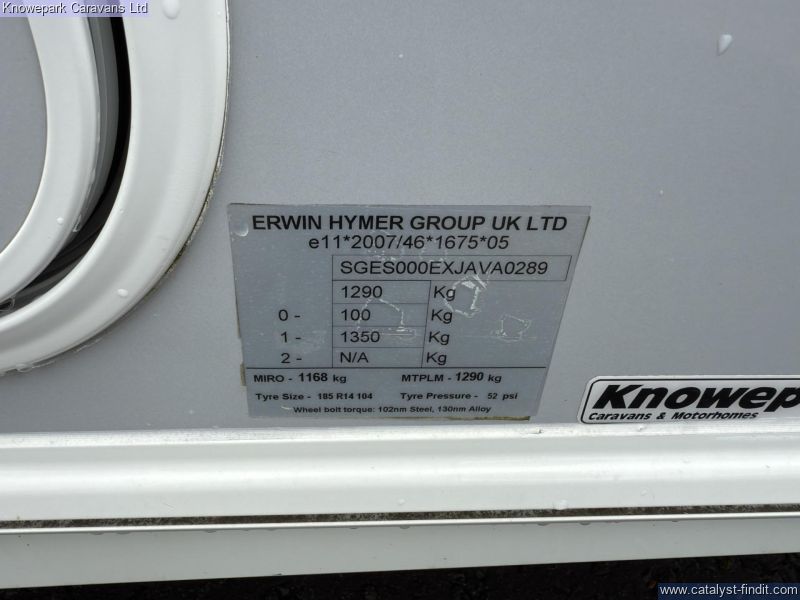 Knowepark Caravans Ltd
ERWIN HYMER GROUP UK LTD
e11*2007/46*1675*05
SGES000EXJAVA0289
1290 Kg
0 - 100 Kg
1 - 1350 Kg
2 - N/A Kg
MIRO - 1168 kg MTPLM - 1290 kg
Tyre Size - 185 R14 104 Tyre Pressure - 52 psi
Wheel bolt torque: 102nm Steel, 130nm Alloy
Knowep
Caravans & Motorhomes
www.catalyst-findit.com